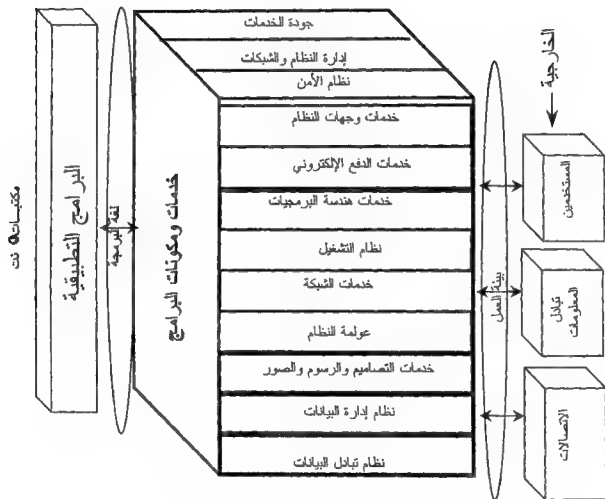 جودة الخدمات
إدارة النظام والشبكات
نظام الأمن
خدمات وجهات النظام
خدمات الدفع الإلكتروني
خدمات هندسة البرمجيات
نظام التشغيل
خدمات الشبكة
عولمة النظام
خدمات التصاميم والرسوم والصور
نظام إدارة البيانات
نظام تبادل البيانات
خدمات ومكونات البرامج
لغة البرمجة
البرامج التطبيقية
مكتبات نت
بيئة العمل
الخارجية
المستخدمين
تبادل
المعلومات
الاتصالات